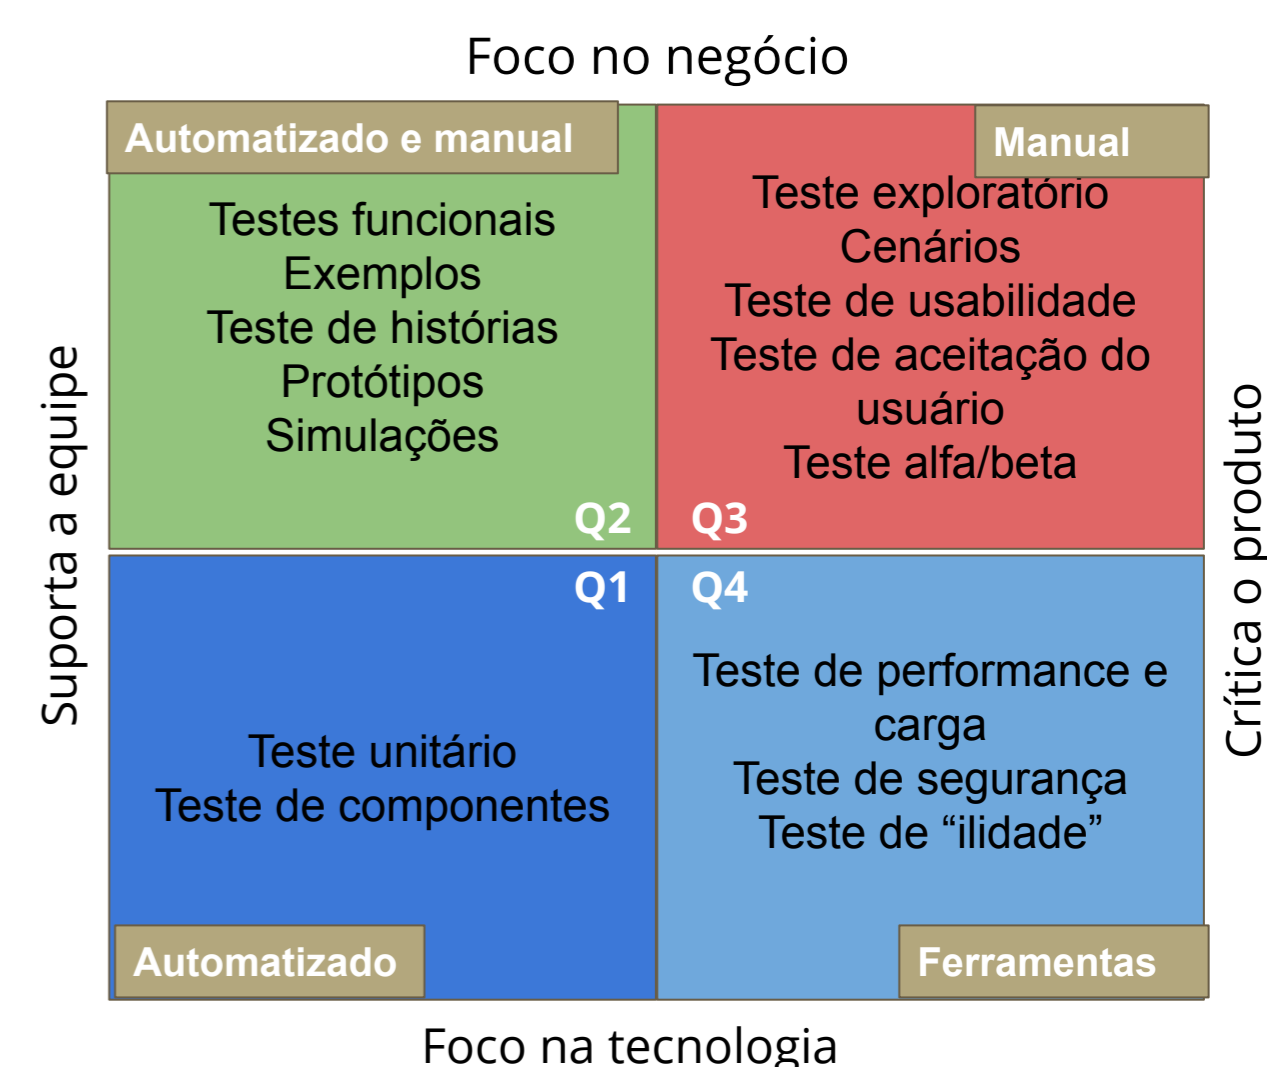 Foco no negócio
Automatizado e manual
Testes funcionais
Exemplos
Teste de histórias
Protótipos
Simulações
Q2
Manual
Teste exploratório
Cenários
Teste de usabilidade
Teste de aceitação do
usuário
Teste alfa/beta
Q3
Suporta a equipe
Crítica o produto
Q1
Teste unitário
Teste de componentes
Automatizado
Q4
Teste de performance e
carga
Teste de segurança
Teste de “ilidade”
Ferramentas
Foco na tecnologia